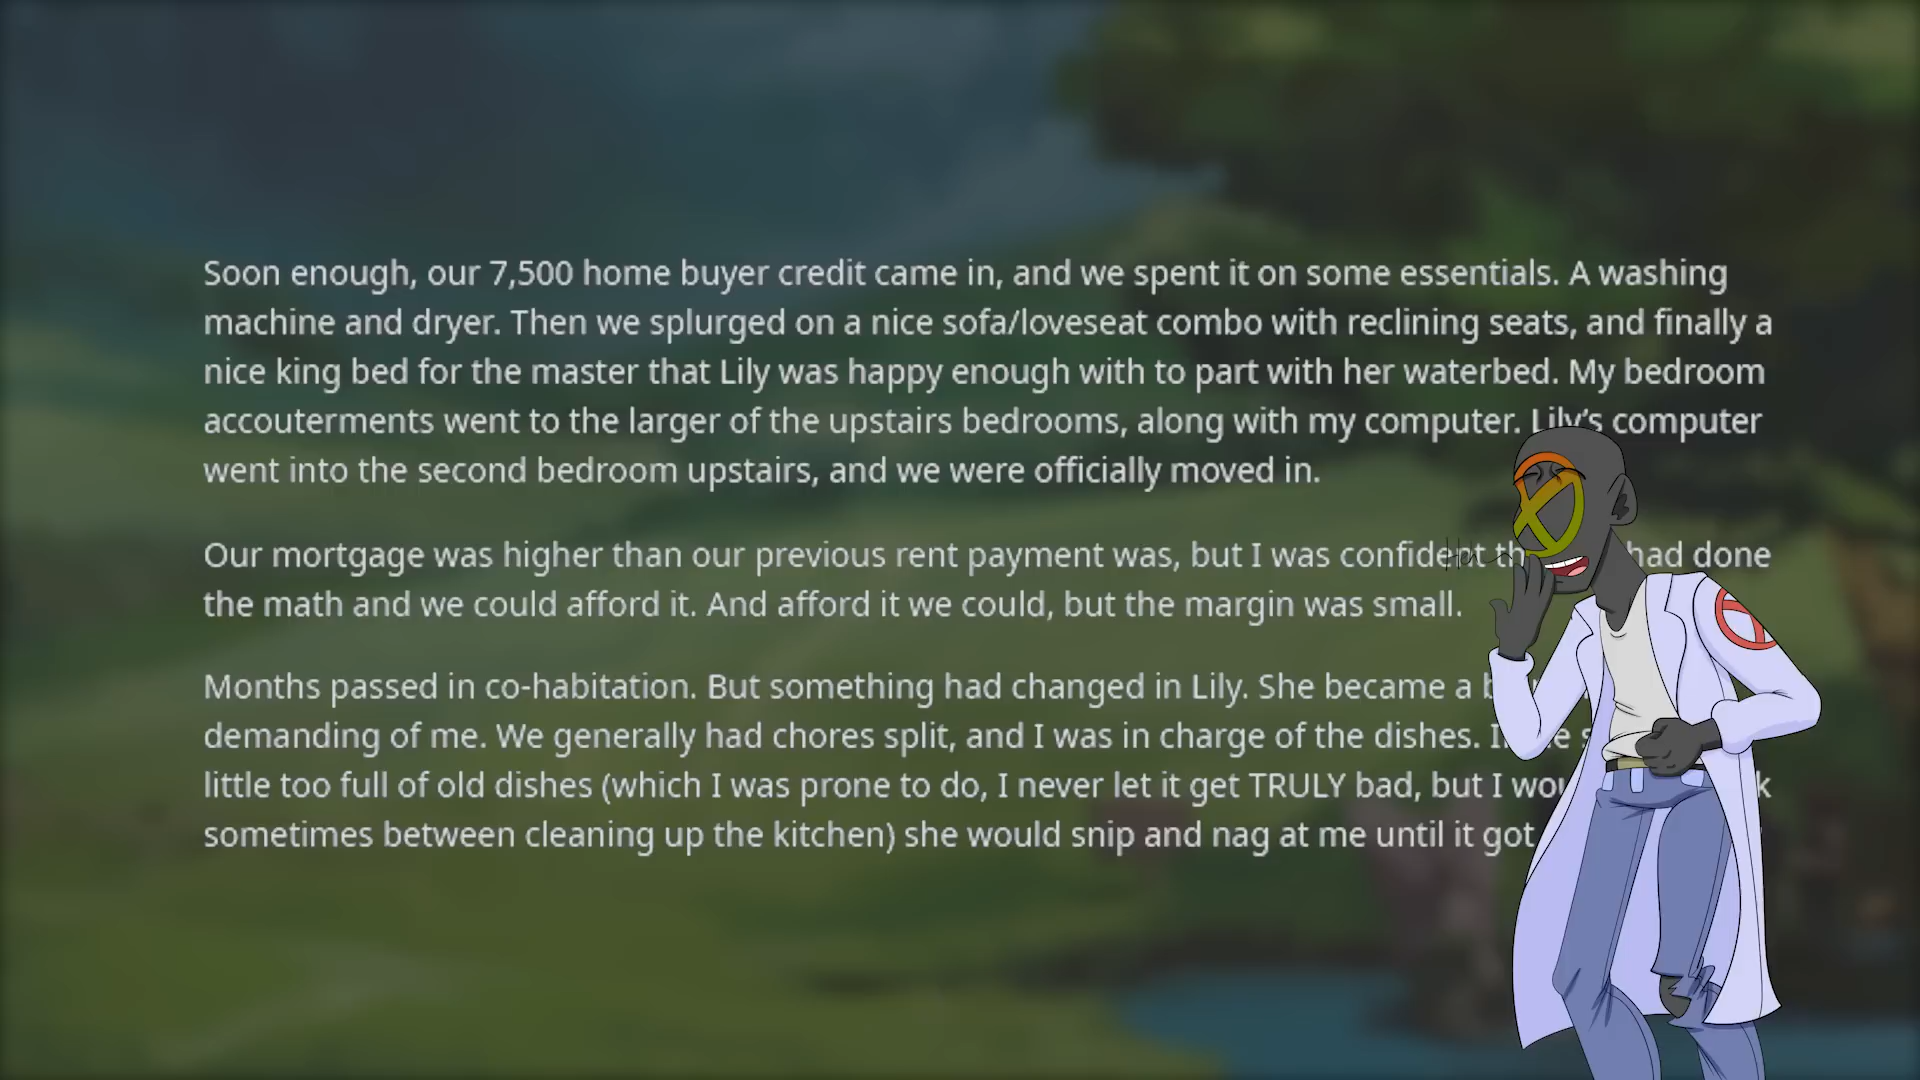 Soon enough, our 7,500 home buyer credit came in, and we spent it on some essentials. A washing
machine and dryer. Then we splurged on a nice sofa/loveseat combo with reclining seats, and finally a
nice king bed for the master that Lily was happy enough with to part with her waterbed. My bedroom
accouterments went to the larger of the upstairs bedrooms, along with my computer. Lily’s computer
went into the second bedroom upstairs, and we were officially moved in.
Our mortgage was higher than our previous rent payment was, but I was confident had done
the math and we could afford it. And afford it we could, but the margin was small.
Months passed in co-habitation. But something had changed in Lily. She became a
demanding of me. We generally had chores split, and I was in charge of the dishes.
little too full of old dishes (which I was prone to do, I never let it get TRULY bad, but I
sometimes between cleaning up the kitchen) she would snip and nag at me until it got
Heh